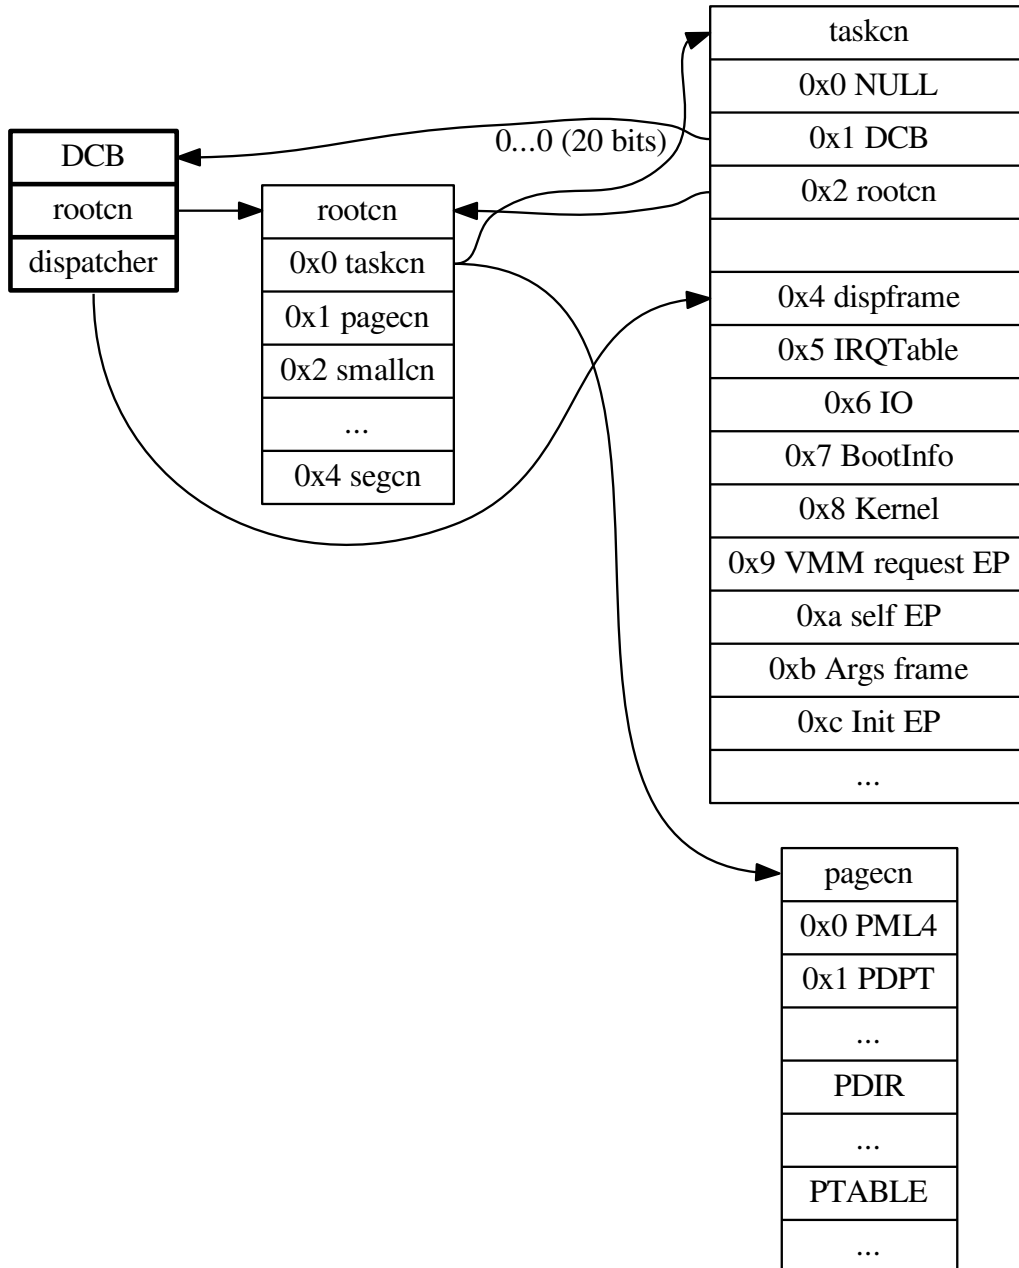 DCB
rootcn
dispatcher
rootcn
0x0 taskcn
0x1 pagecn
0x2 smallcn
...
0x4 segcn
0...0 (20 bits)
taskcn
0x0 NULL
0x1 DCB
0x2 rootcn
0x4 dispframe
0x5 IRQTable
0x6 IO
0x7 BootInfo
0x8 Kernel
0x9 VMM request EP
0xa self EP
0xb Args frame
0xc Init EP
...
pagecn
0x0 PML4
0x1 PDPT
...
PDIR
...
PTABLE
...